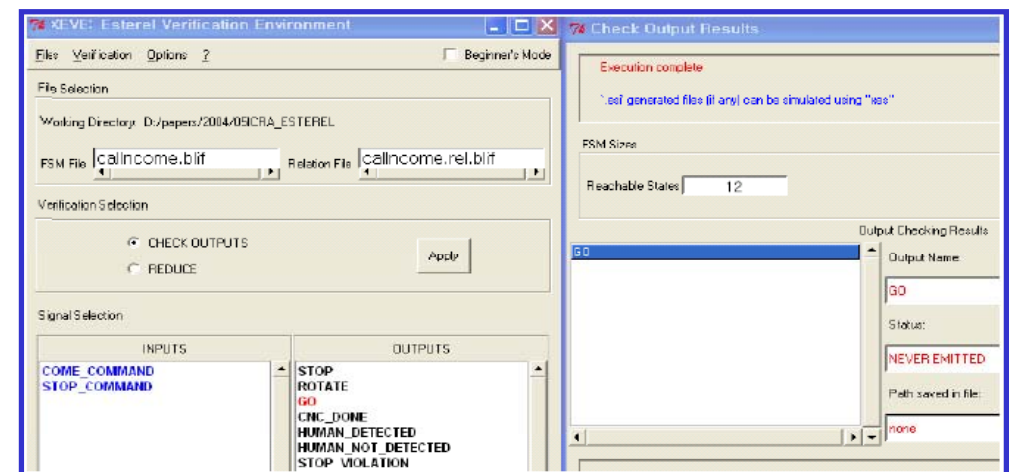 XEVE: Esterel Verification Environment
Files Verification Options ?
Beginner's Mode
File Selection
Working Directory: D:/papers/2004/05ICRA_ESTEREL
FSM File callncome.blif
Relation File callncome.rel.blif
Verification Selection
CHECK OUTPUTS
REDUCE
Apply
Signal Selection
INPUTS
COME_COMMAND
STOP_COMMAND
OUTPUTS
STOP
ROTATE
GO
CNC_DONE
HUMAN_DETECTED
HUMAN_NOT_DETECTED
STOP_VIOLATION
Check Output Results
Execution complete
`.esi' generated files (if any) can be simulated using "xes"
FSM Sizes
Reachable States 12
Output Checking Results
GO
Output Name:
GO
Status:
NEVER EMITTED
Path saved in file:
none